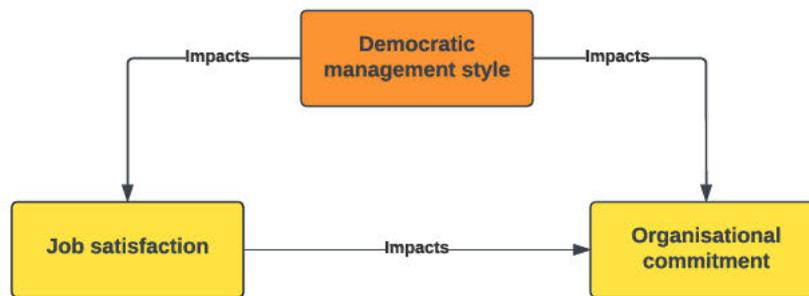 Democratic
management style
Impacts
Impacts
Job satisfaction
Impacts
Organisational
commitment